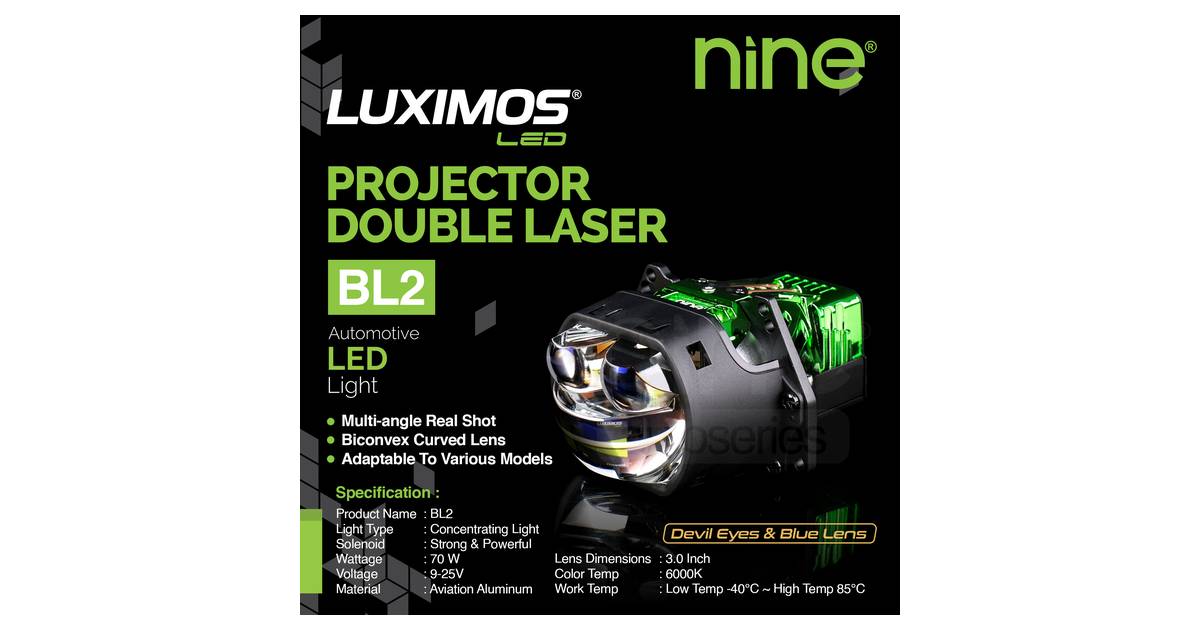 nine®
LUXIMOS®
LED
PROJECTOR
DOUBLE LASER
BL2
Automotive
LED
Light
Multi-angle Real Shot
Biconvex Curved Lens
Adaptable To Various Models
nine
LUXIMOS
Devil Eyes & Blue Lens
Specification :
Product Name : BL2
Light Type : Concentrating Light
Solenoid : Strong & Powerful
Wattage : 70 W
Voltage : 9-25V
Material : Aviation Aluminum
Lens Dimensions : 3.0 Inch
Color Temp : 6000K
Work Temp : Low Temp -40°C ~ High Temp 85°C